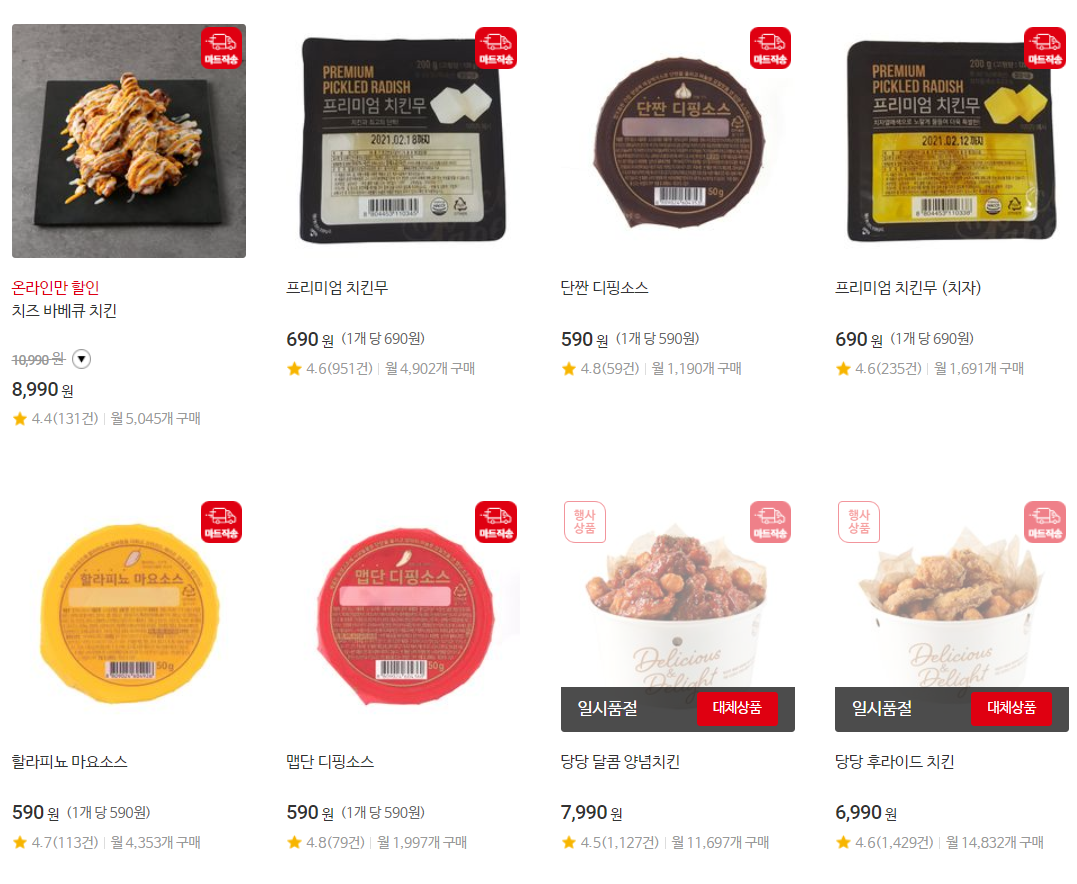 마트직송
마트직송
마트직송
마트직송
PREMIUM
PICKLED RADISH
200 g
프리미엄 치킨무
2021.02.18까지
8 804453 110345
단짠 디핑소스
50g
PREMIUM
PICKLED RADISH
200 g
프리미엄 치킨무
2021.02.12까지
8 804453 110338
온라인만 할인
치즈 바베큐 치킨
10,990 원
8,990 원
4.4(131건) 월 5,045개 구매
프리미엄 치킨무
690 원 (1개 당 690원)
4.6(951건) 월 4,902개 구매
단짠 디핑소스
590 원 (1개 당 590원)
4.8(59건) 월 1,190개 구매
프리미엄 치킨무 (치자)
690 원 (1개 당 690원)
4.6(235건) 월 1,691개 구매
마트직송
마트직송
행사
상품
마트직송
행사
상품
마트직송
할라피뇨 마요소스
50g
맵단 디핑소스
50g
Delicious
&
Delight
일시품절 대체상품
Delicious
&
Delight
일시품절 대체상품
할라피뇨 마요소스
590 원 (1개 당 590원)
4.7(113건) 월 4,353개 구매
맵단 디핑소스
590 원 (1개 당 590원)
4.8(79건) 월 1,997개 구매
당당 달콤 양념치킨
7,990 원
4.5(1,127건) 월 11,697개 구매
당당 후라이드 치킨
6,990 원
4.6(1,429건) 월 14,832개 구매